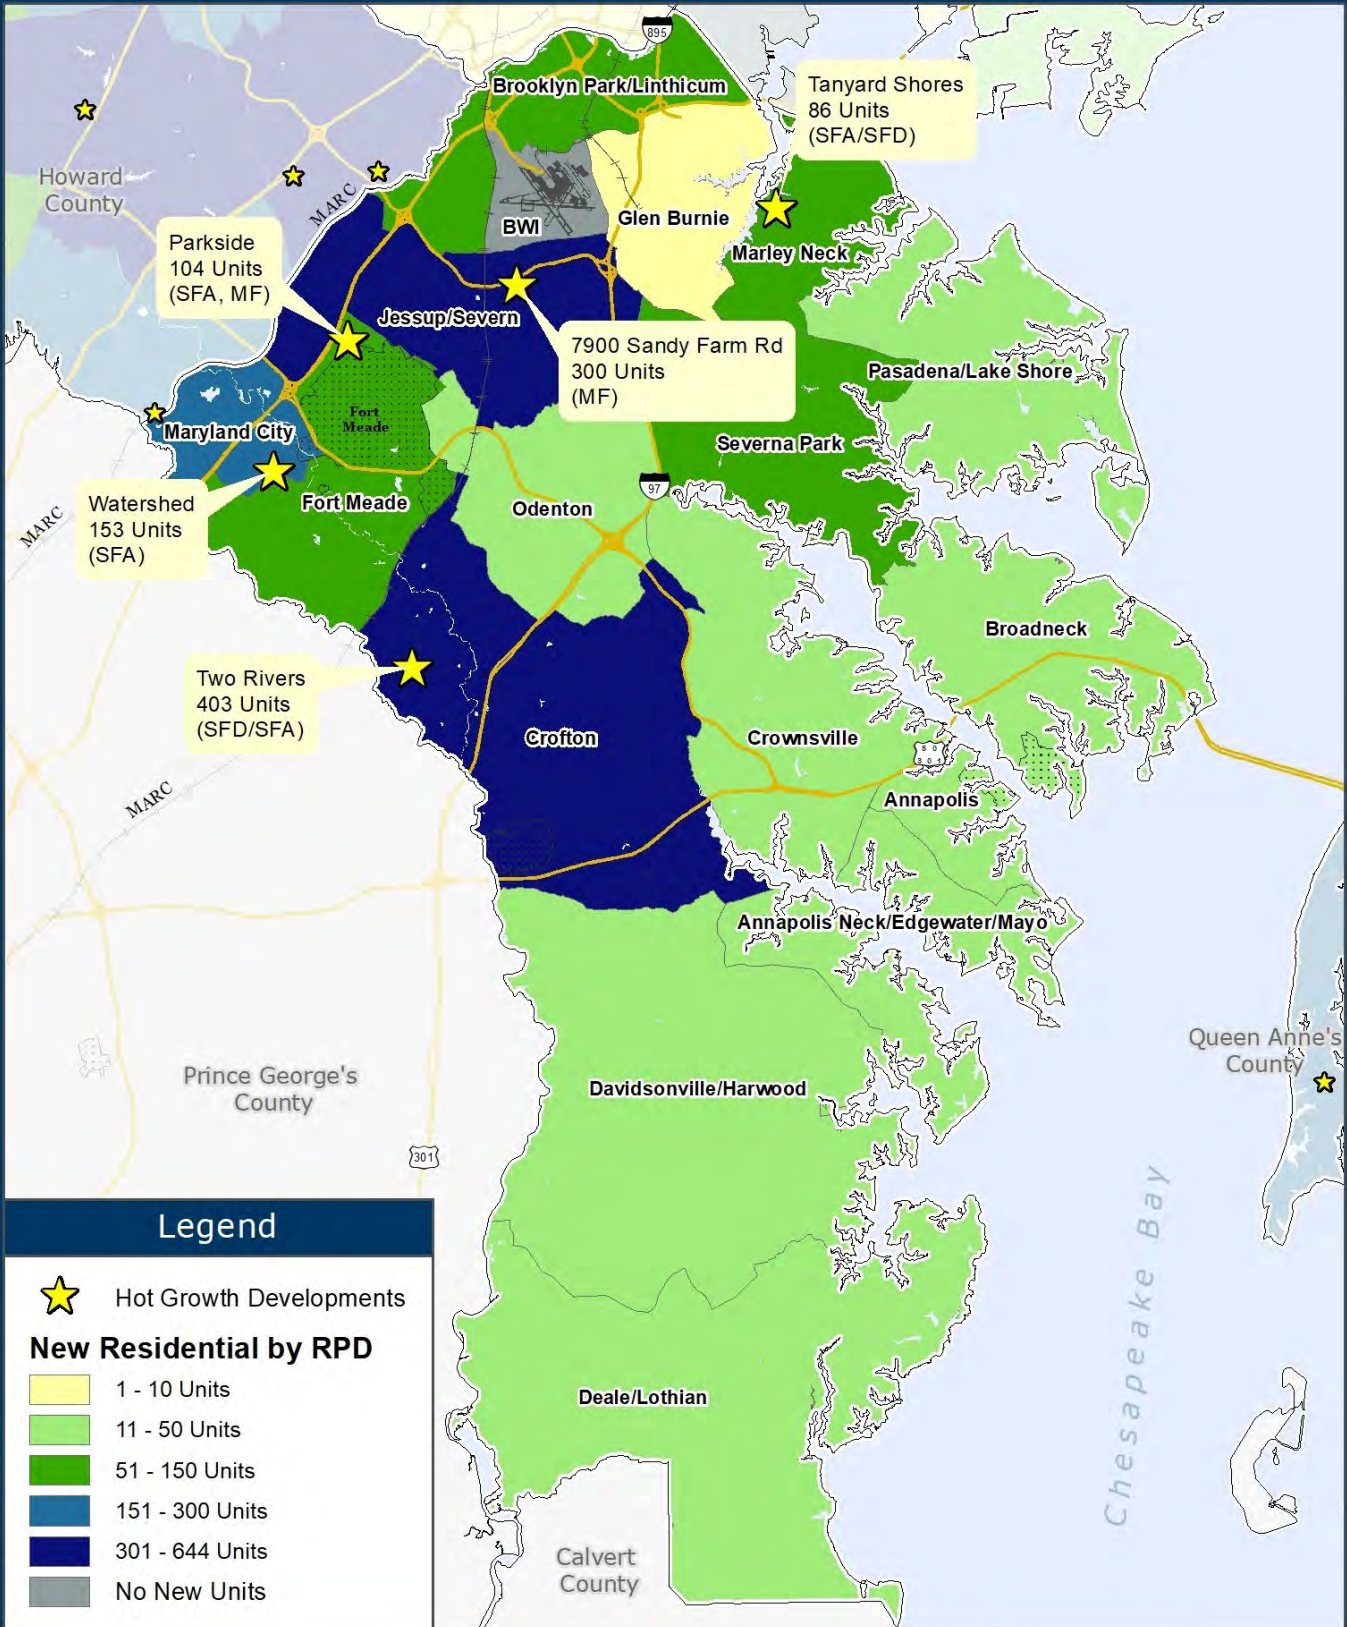 895
Brooklyn Park/Linthicum
Tanyard Shores
86 Units
(SFA/SFD)
Howard
County
MARC
Parkside
104 Units
(SFA, MF)
BWI
Glen Burnie
Marley Neck
Jessup/Severn
7900 Sandy Farm Rd
300 Units
(MF)
Pasadena/Lake Shore
Fort
Meade
Maryland City
Severna Park
97
Watershed
153 Units
(SFA)
MARC
Fort Meade
Odenton
Broadneck
Two Rivers
403 Units
(SFD/SFA)
Crofton
Crownsville
50
301
MARC
Annapolis
Annapolis Neck/Edgewater/Mayo
Queen Anne's
County
Prince George's
County
Davidsonville/Harwood
301
Chesapeake Bay
Deale/Lothian
Calvert
County
Legend
Hot Growth Developments
New Residential by RPD
1 - 10 Units
11 - 50 Units
51 - 150 Units
151 - 300 Units
301 - 644 Units
No New Units